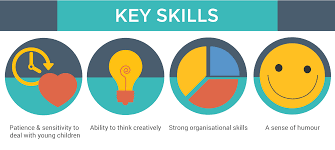 KEY SKILLS
Patience & sensitivity to
deal with young children
Ability to think creatively
Strong organisational skills
A sense of humour